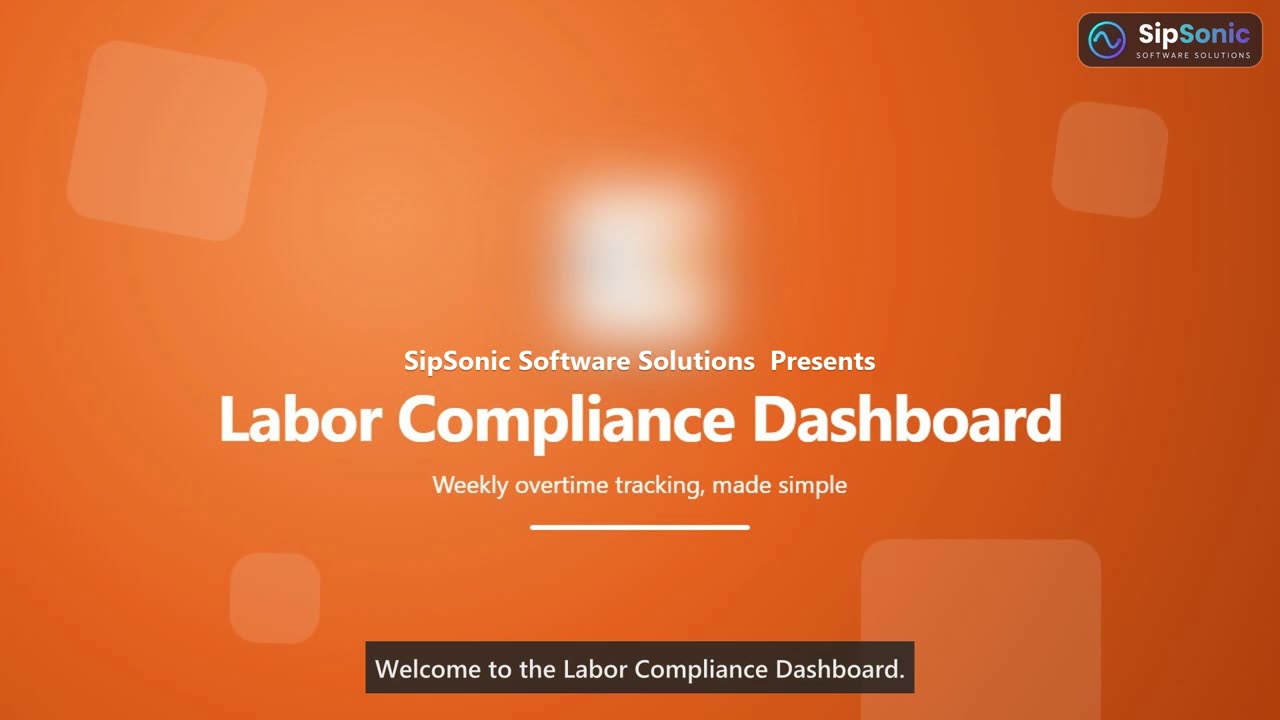 SipSonic
SOFTWARE SOLUTIONS
SipSonic Software Solutions  Presents
Labor Compliance Dashboard
Weekly overtime tracking, made simple
Welcome to the Labor Compliance Dashboard.